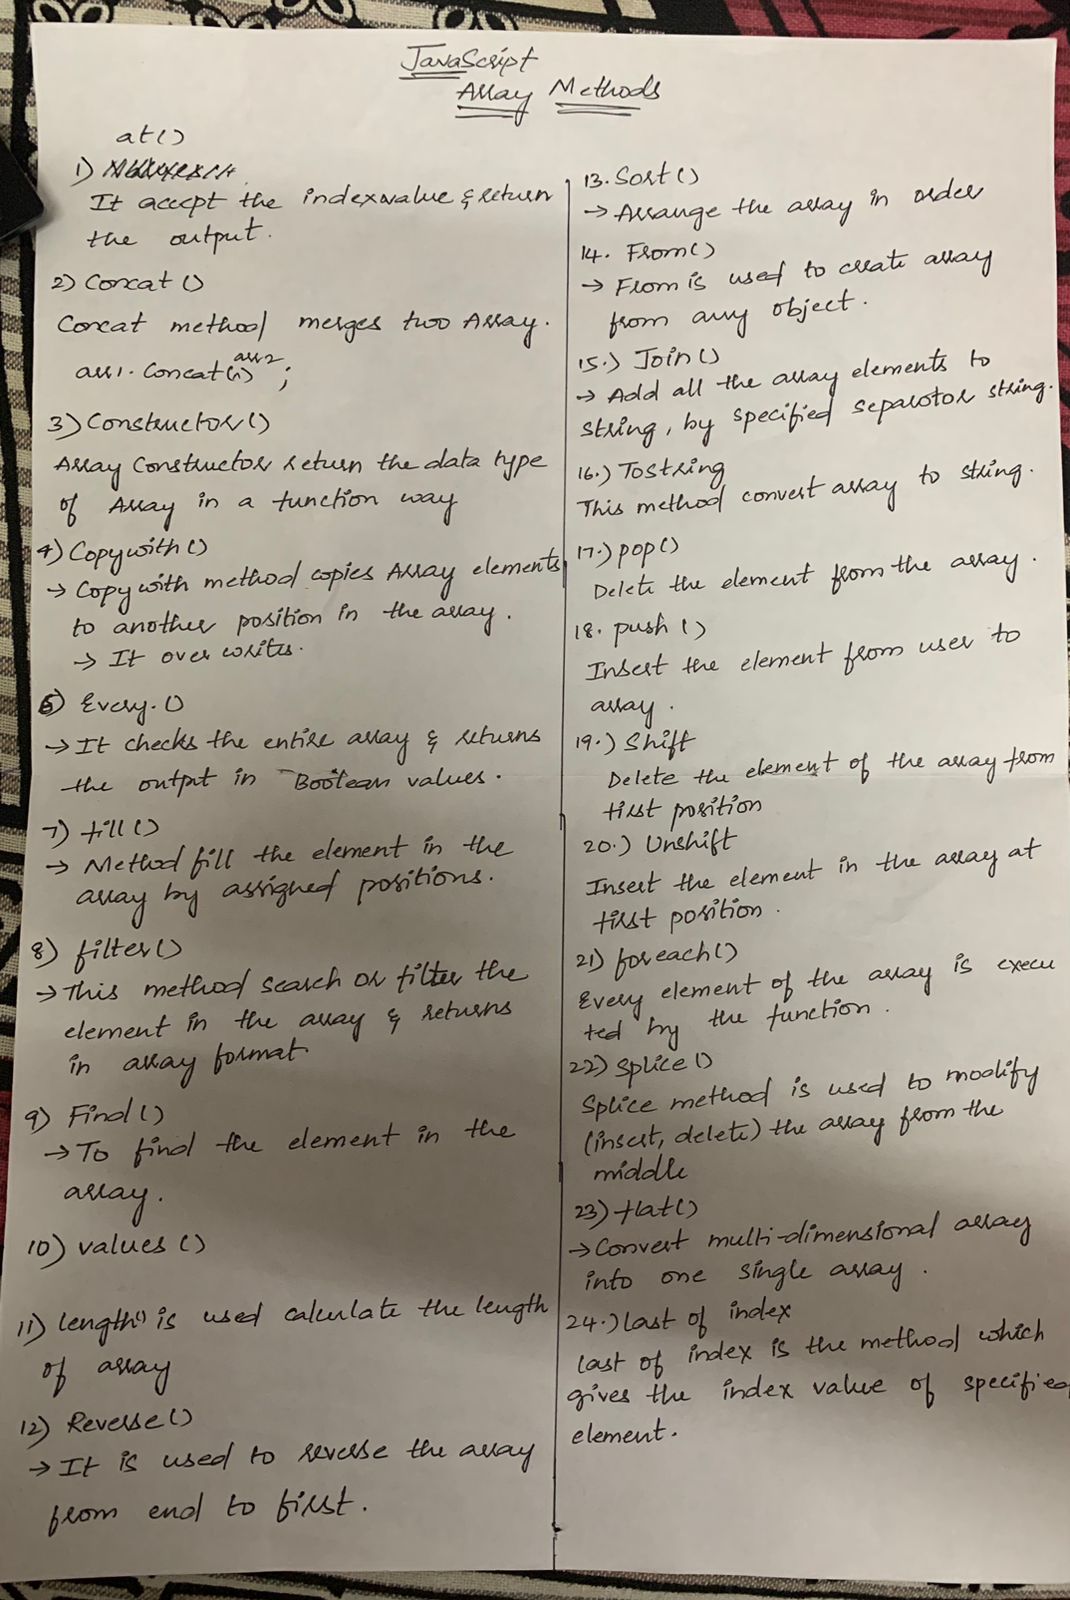 JavaScript
Array Methods
at()
1)
It accept the indexvalue & return
the output.
2) Concat ()
Concat method merges two Array.
arr1. Concat() arr2;
3) Constructor()
Array Constructor return the data type
of Array in a function way
4) Copywith()
→ Copy with method copies Array elements
to another position in the array.
→ It over writes.
6) Every. ()
→ It checks the entire array & returns
the output in Boolean values.
7) fill()
→ Method fill the element in the
array by assigned positions.
8) filter()
→ This method search or filter the
element in the array & returns
in array format
9) Find()
→ To find the element in the
array.
10) values ()
11) length() is used calculate the length
of array
12) Reverse()
→ It is used to reverse the array
from end to first.
13. Sort()
→ Arrange the array in order
14. From()
→ From is used to create array
from any object.
15.) Join()
→ Add all the array elements to
string, by specified separator string.
16.) Tostring
This method convert array to string.
17.) pop()
Delete the element from the array.
18. push ()
Insert the element from user to
array.
19.) Shift
Delete the element of the array from
first position
20.) Unshift
Insert the element in the array at
first position.
21) foreach()
Every element of the array is execu
ted by the function.
22) Splice()
Splice method is used to modify
(insert, delete) the array from the
middle
23) flat()
→ Convert multi-dimensional array
into one single array.
24.) last of index
last of index is the method which
gives the index value of specified
element.